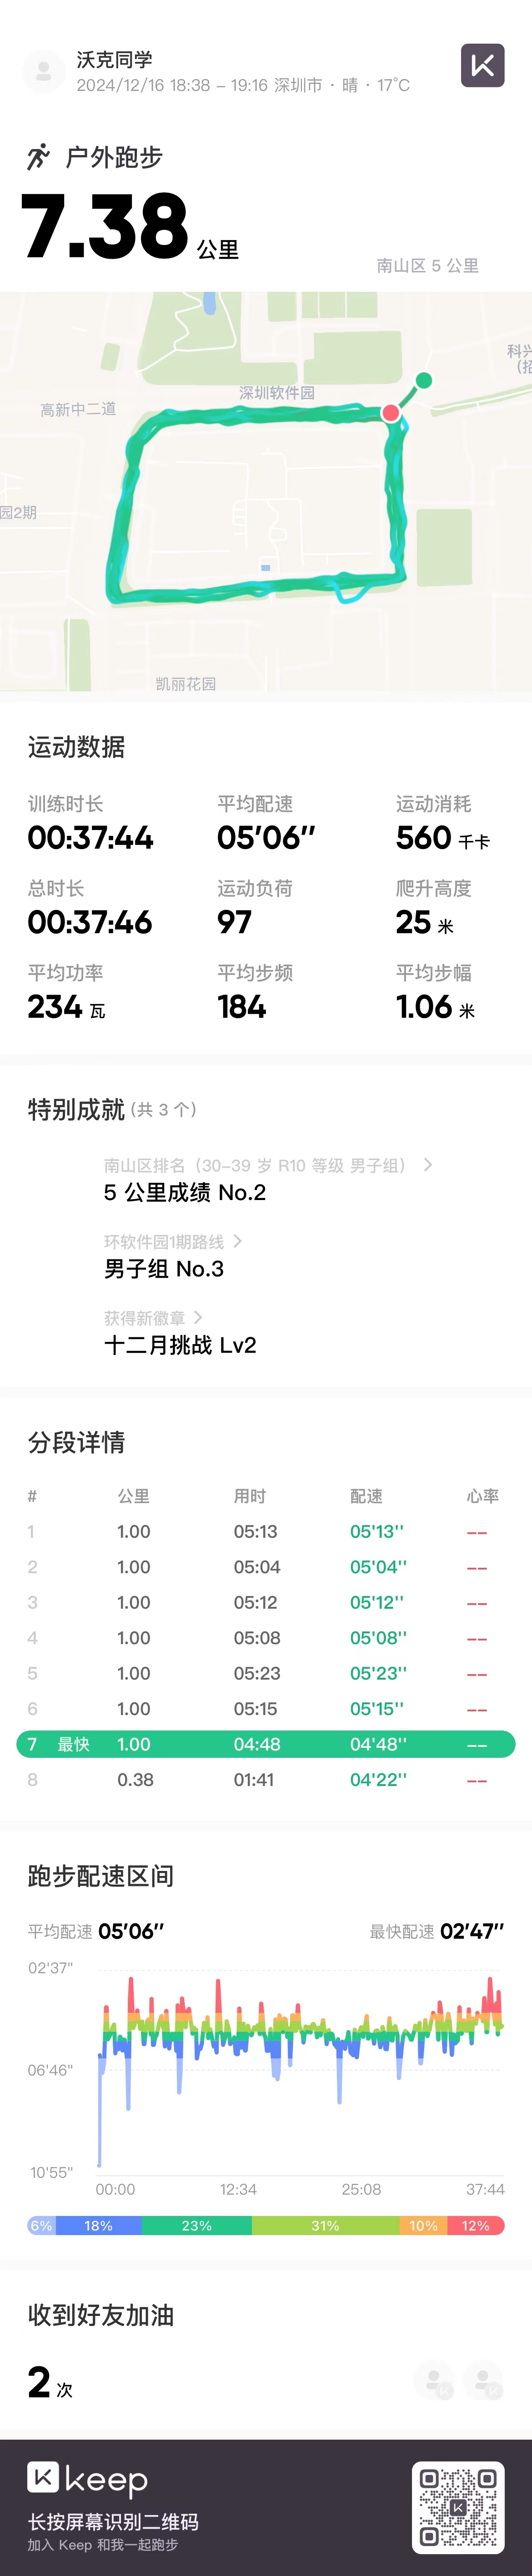 沃克同学
2024/12/16 18:38 - 19:16 深圳市 · 晴 · 17°C
户外跑步
7.38 公里
南山区 5 公里
科兴
(招
深圳软件园
高新中二道
园2期
凯丽花园
运动数据
训练时长 平均配速 运动消耗
00:37:44 05'06'' 560 千卡
总时长 运动负荷 爬升高度
00:37:46 97 25 米
平均功率 平均步频 平均步幅
234 瓦 184 1.06 米
特别成就 (共 3 个)
南山区排名（30-39 岁 R10 等级 男子组） >
5 公里成绩 No.2
环软件园1期路线 >
男子组 No.3
获得新徽章 >
十二月挑战 Lv2
分段详情
# 公里 用时 配速 心率
1 1.00 05:13 05'13'' --
2 1.00 05:04 05'04'' --
3 1.00 05:12 05'12'' --
4 1.00 05:08 05'08'' --
5 1.00 05:23 05'23'' --
6 1.00 05:15 05'15'' --
7 最快 1.00 04:48 04'48'' --
8 0.38 01:41 04'22'' --
跑步配速区间
平均配速 05'06'' 最快配速 02'47''
02'37"
06'46"
10'55"
00:00 12:34 25:08 37:44
6% 18% 23% 31% 10% 12%
收到好友加油
2 次
keep
长按屏幕识别二维码
加入 Keep 和我一起跑步